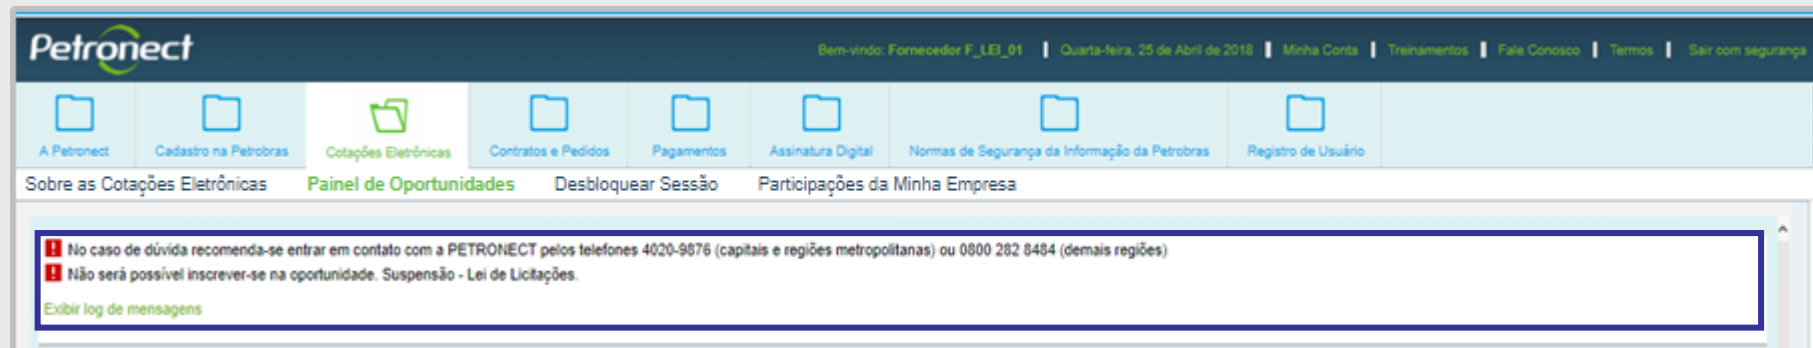 Petronect
Bem-vindo: Fornecedor F_LEI_01 | Quarta-feira, 25 de Abril de 2018 | Minha Conta | Treinamentos | Fale Conosco | Termos | Sair com segurança
A Petronect Cadastro na Petrobras Cotações Eletrônicas Contratos e Pedidos Pagamentos Assinatura Digital Normas de Segurança da Informação da Petrobras Registro de Usuário
Sobre as Cotações Eletrônicas Painel de Oportunidades Desbloquear Sessão Participações da Minha Empresa
! No caso de dúvida recomenda-se entrar em contato com a PETRONECT pelos telefones 4020-9876 (capitais e regiões metropolitanas) ou 0800 282 8484 (demais regiões)
! Não será possível inscrever-se na oportunidade. Suspensão - Lei de Licitações.
Exibir log de mensagens